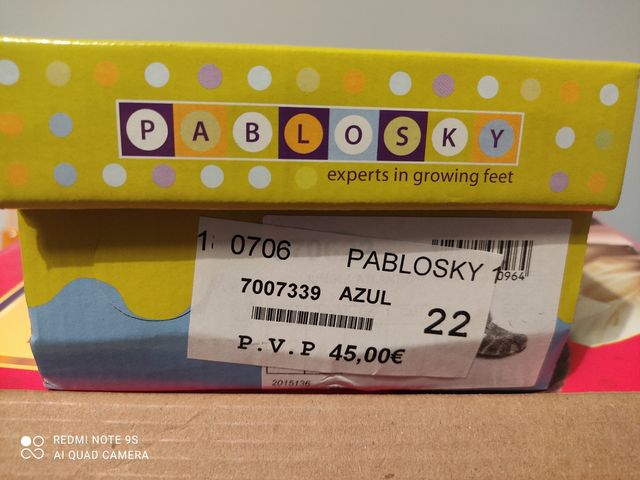 PABLOSKY
experts in growing feet
0706 PABLOSKY
0964
7007339 AZUL
22
P.V.P 45,00€
2015136
REDMI NOTE 9S
AI QUAD CAMERA